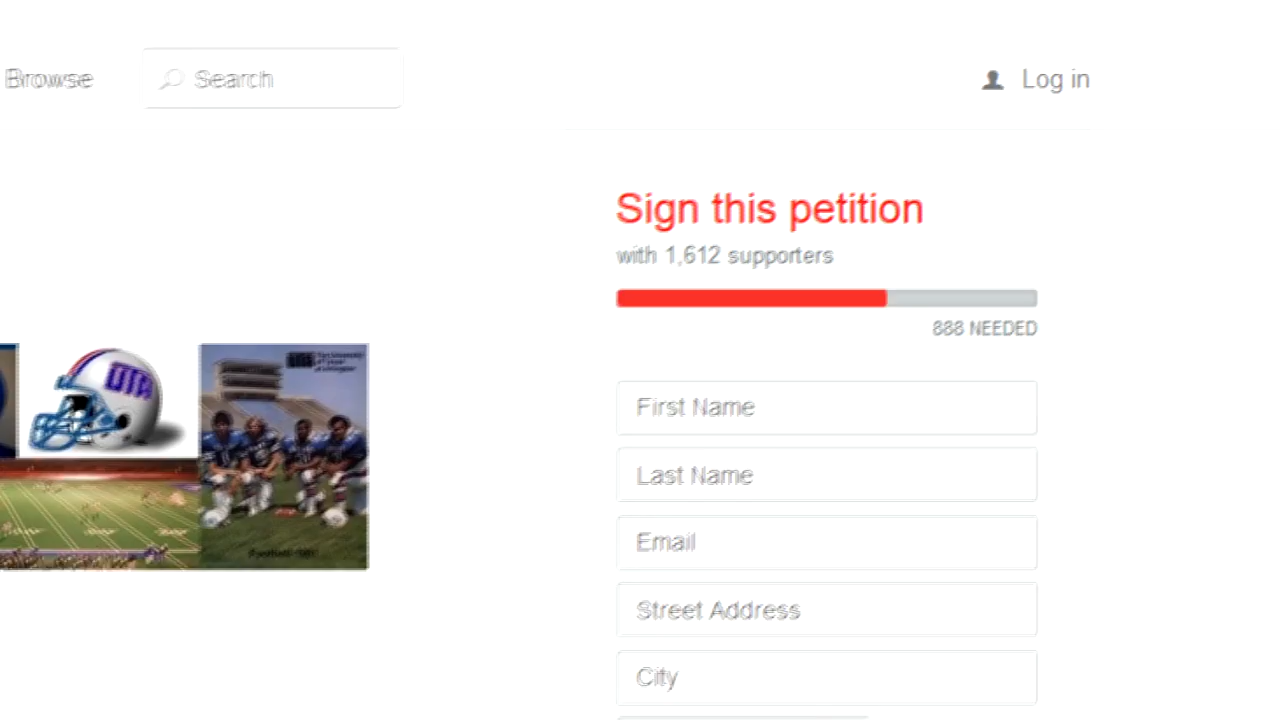 Browse
Search
Log in
Sign this petition
with 1,612 supporters
888 NEEDED
UTA
First Name
Last Name
Email
Street Address
City